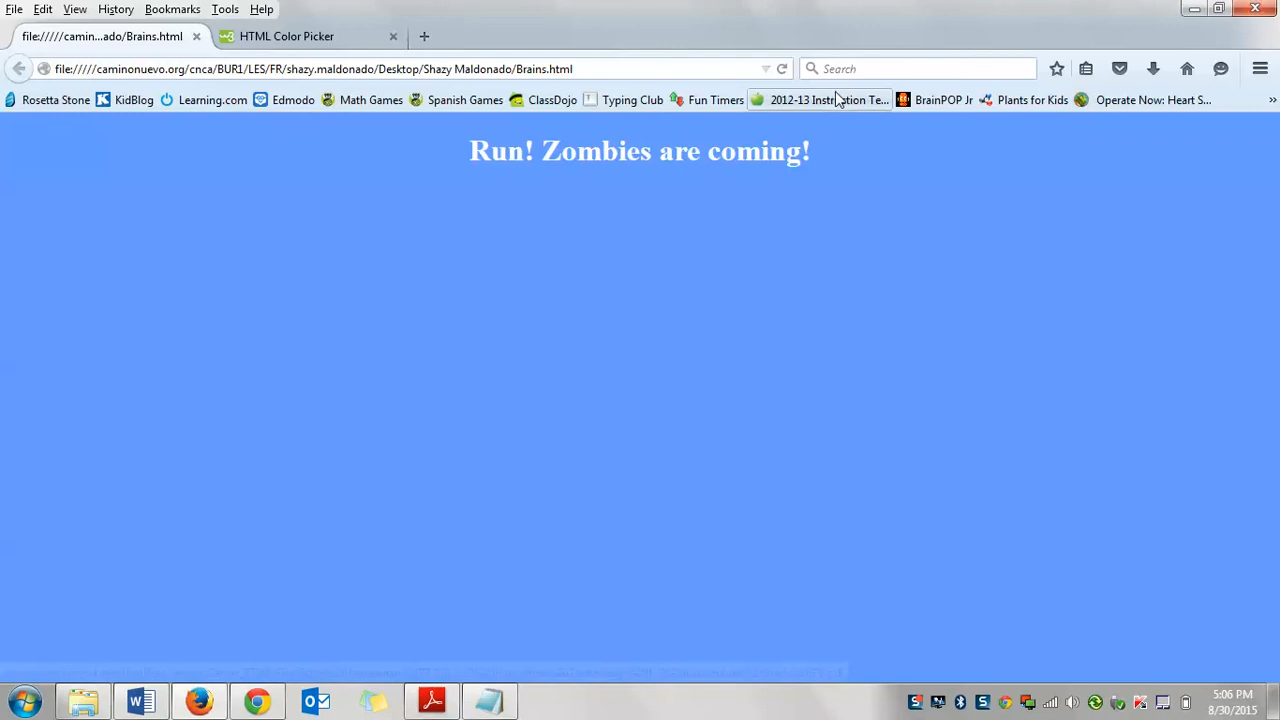 File Edit View History Bookmarks Tools Help
file://///camin...ado/Brains.html HTML Color Picker
file://///caminonuevo.org/cnca/BUR1/LES/FR/shazy.maldonado/Desktop/Shazy Maldonado/Brains.html Search
Rosetta Stone KidBlog Learning.com Edmodo Math Games Spanish Games ClassDojo Typing Club Fun Timers 2012-13 Instruction Te... BrainPOP Jr Plants for Kids Operate Now: Heart S...
Run! Zombies are coming!
5:06 PM
8/30/2015